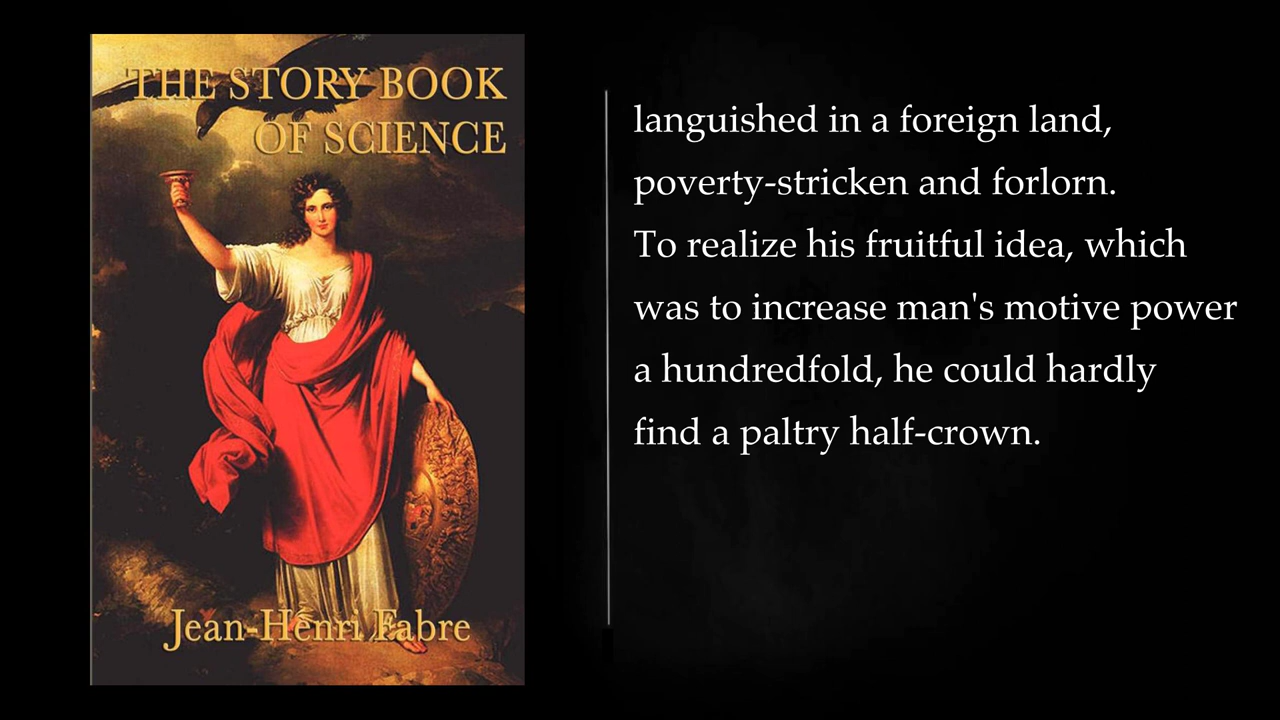 THE STORY BOOK
OF SCIENCE
Jean-Henri Fabre
languished in a foreign land,
poverty-stricken and forlorn.
To realize his fruitful idea, which
was to increase man's motive power
a hundredfold, he could hardly
find a paltry half-crown.